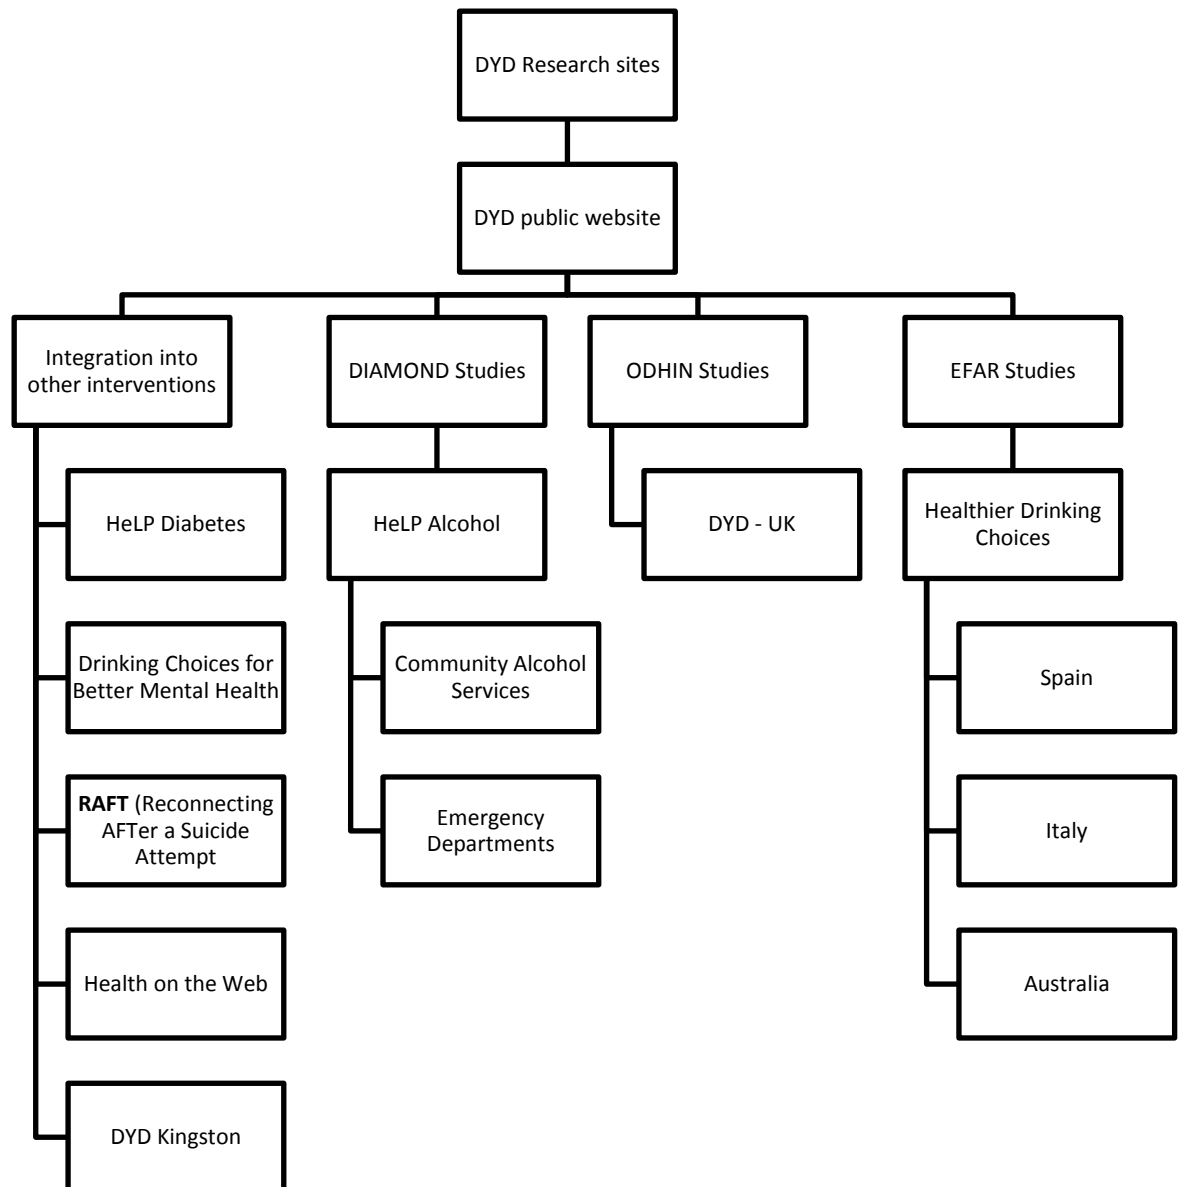 DYD Research sites
DYD public website
Integration into
other interventions
DIAMOND Studies
ODHIN Studies
EFAR Studies
HeLP Diabetes
HeLP Alcohol
DYD - UK
Healthier Drinking
Choices
Drinking Choices for
Better Mental Health
Community Alcohol
Services
Spain
RAFT (Reconnecting
AFTer a Suicide
Attempt
Emergency
Departments
Italy
Health on the Web
Australia
DYD Kingston